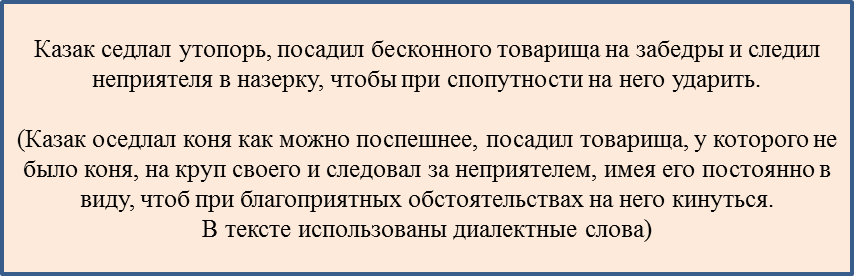 Казак седлал утопорь, посадил бесконного товарища на забедры и следил
неприятеля в назерку, чтобы при спопутности на него ударить.
(Казак оседлал коня как можно поспешнее, посадил товарища, у которого не
было коня, на круп своего и следовал за неприятелем, имея его постоянно в
виду, чтоб при благоприятных обстоятельствах на него кинуться.
В тексте использованы диалектные слова)